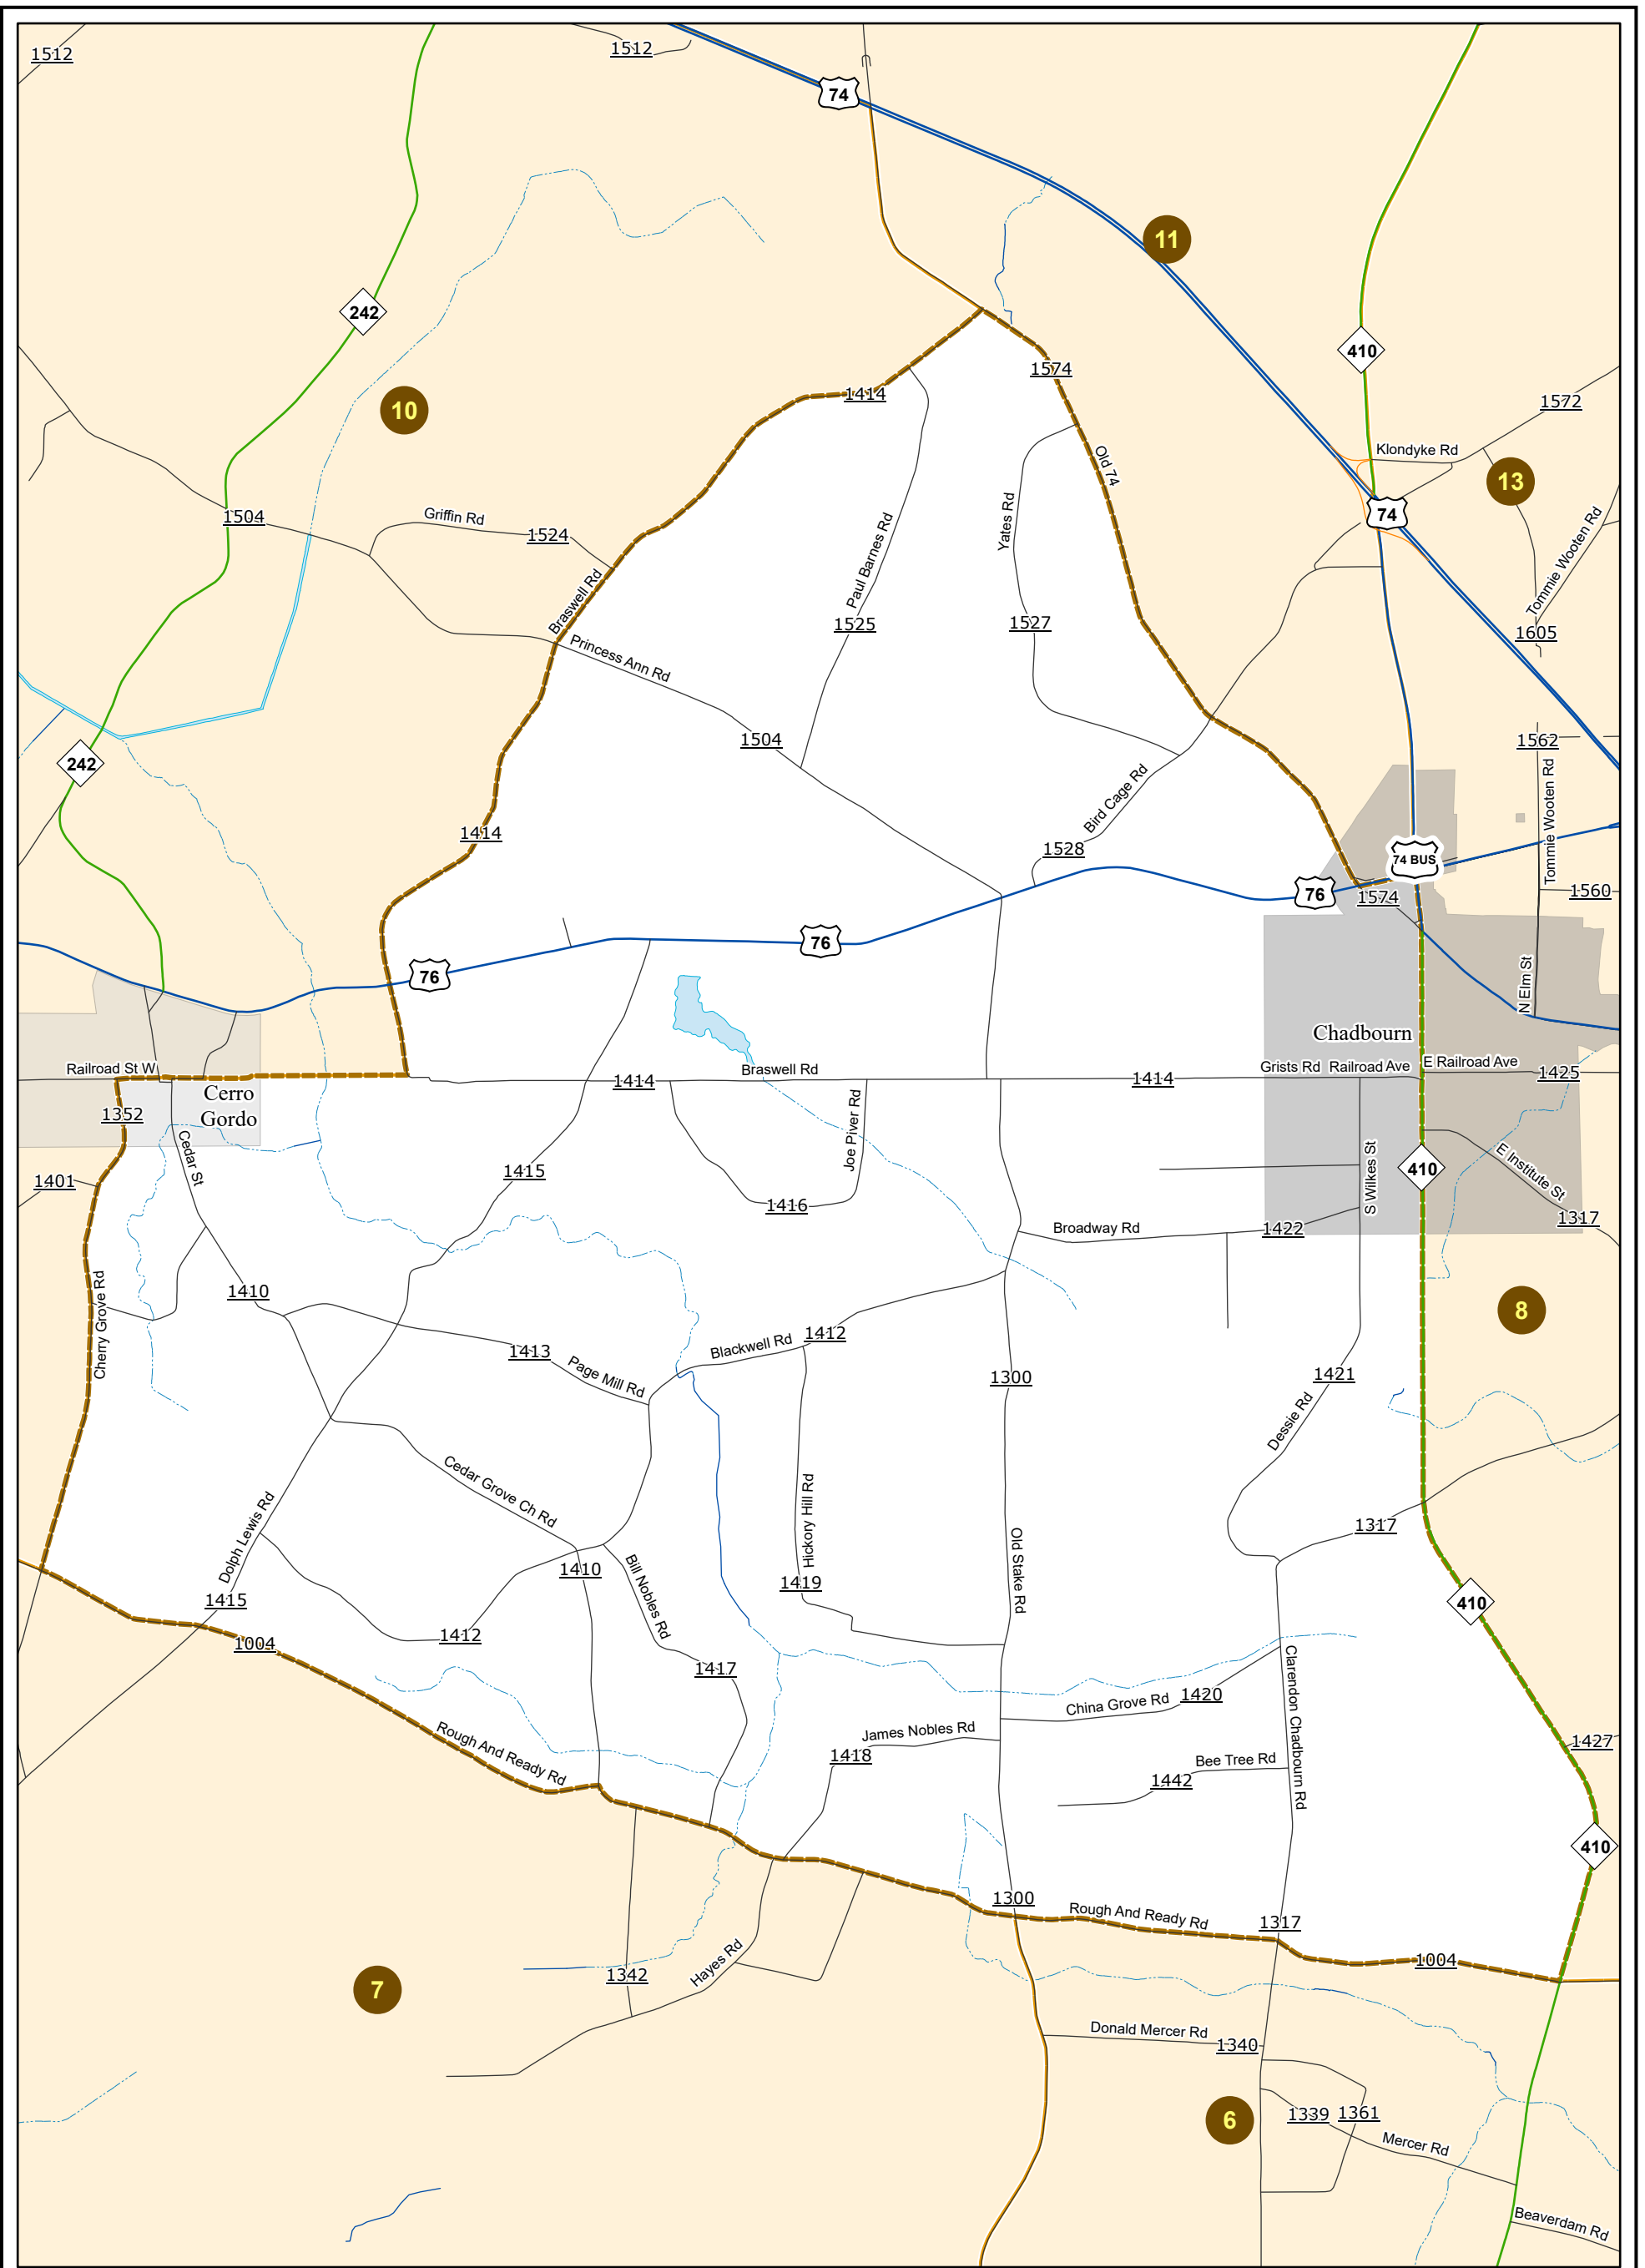 1512
1512
74
11
242
410
1574
1414
10
1572
Klondyke Rd
Old 74
13
74
Griffin Rd
1504
1524
Yates Rd
Paul Barnes Rd
Tommie Wooten Rd
Braswell Rd
1525
1527
1605
Princess Ann Rd
1504
1562
242
Bird Cage Rd
Tommie Wooten Rd
1414
1528
74 BUS
76
1574
1560
76
76
N Elm St
Chadbourn
Railroad St W
Braswell Rd
Grists Rd
Railroad Ave
E Railroad Ave
1414
1414
1425
Cerro
Gordo
1352
Joe Piver Rd
Cedar St
1415
S Wilkes St
410
E Institute St
1401
1416
1317
Broadway Rd
1422
1410
Cherry Grove Rd
8
1412
Blackwell Rd
1413
Page Mill Rd
1300
1421
Dessie Rd
Cedar Grove Ch Rd
Hickory Hill Rd
Dolph Lewis Rd
1317
Old Stake Rd
1410
Bill Nobles Rd
1419
1415
410
1412
1004
1417
Clarendon Chadbourn Rd
China Grove Rd
1420
James Nobles Rd
1418
1427
Rough And Ready Rd
Bee Tree Rd
1442
410
1300
Rough And Ready Rd
1317
1004
Hayes Rd
1342
7
Donald Mercer Rd
1340
6
1339
1361
Mercer Rd
Beaverdam Rd